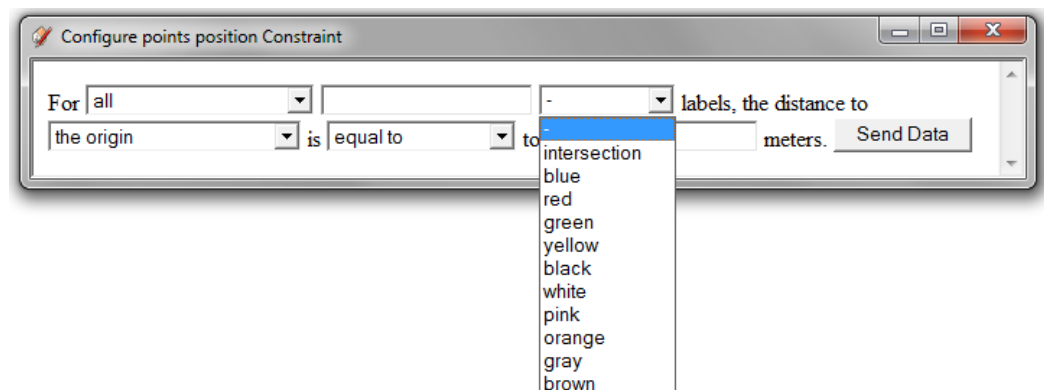 Configure points position Constraint
For all - labels, the distance to
the origin is equal to to meters. Send Data
-
intersection
blue
red
green
yellow
black
white
pink
orange
gray
brown